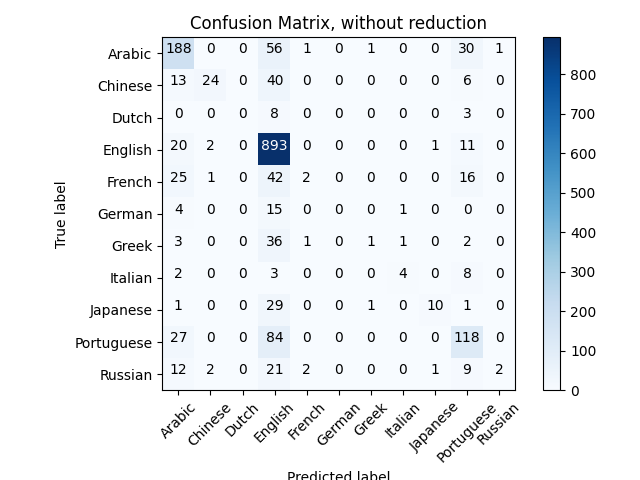 Confusion Matrix, without reduction
True label
Arabic 188 0 0 56 1 0 1 0 0 30 1
Chinese 13 24 0 40 0 0 0 0 0 6 0
Dutch 0 0 0 8 0 0 0 0 0 3 0
English 20 2 0 893 0 0 0 0 1 11 0
French 25 1 0 42 2 0 0 0 0 16 0
German 4 0 0 15 0 0 0 1 0 0 0
Greek 3 0 0 36 1 0 1 1 0 2 0
Italian 2 0 0 3 0 0 0 4 0 8 0
Japanese 1 0 0 29 0 0 1 0 10 1 0
Portuguese 27 0 0 84 0 0 0 0 0 118 0
Russian 12 2 0 21 2 0 0 0 1 9 2
Arabic Chinese Dutch English French German Greek Italian Japanese Portuguese Russian
Predicted label
800
700
600
500
400
300
200
100
0